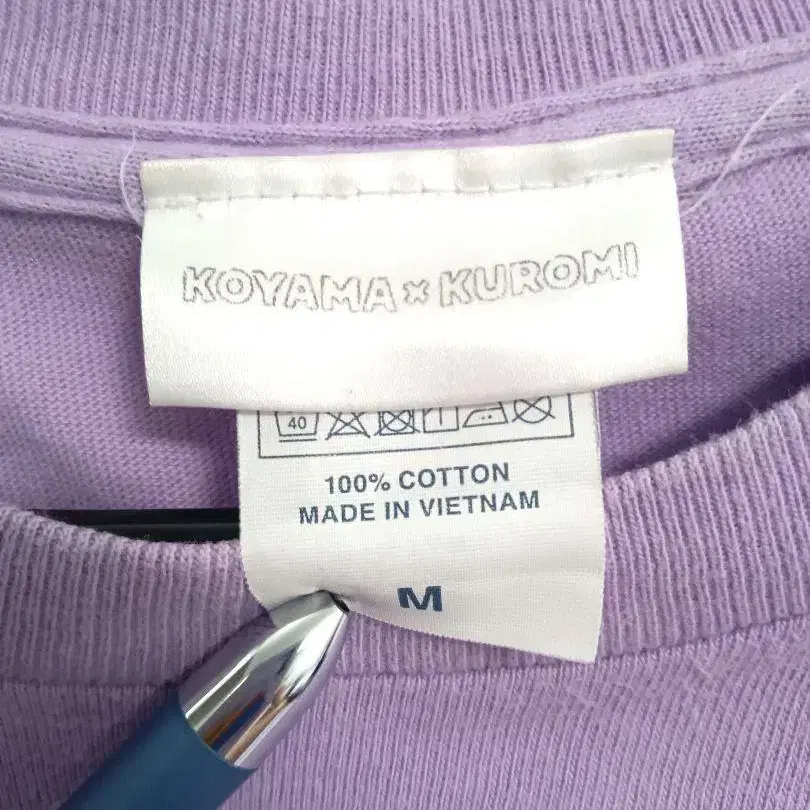 KOYAMA × KUROMI
40
100% COTTON
MADE IN VIETNAM
M